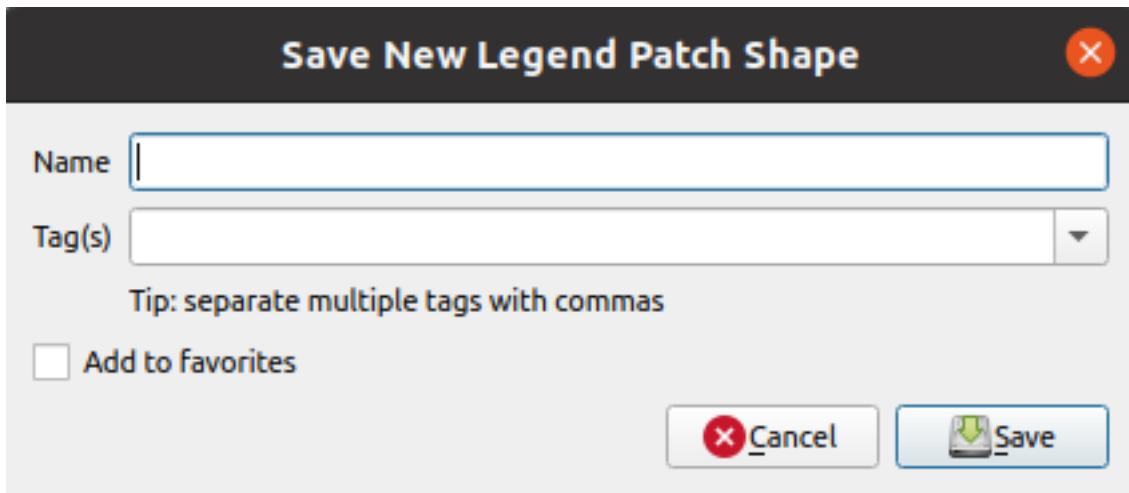 Save New Legend Patch Shape
Name
Tag(s)
Tip: separate multiple tags with commas
Add to favorites
Cancel Save